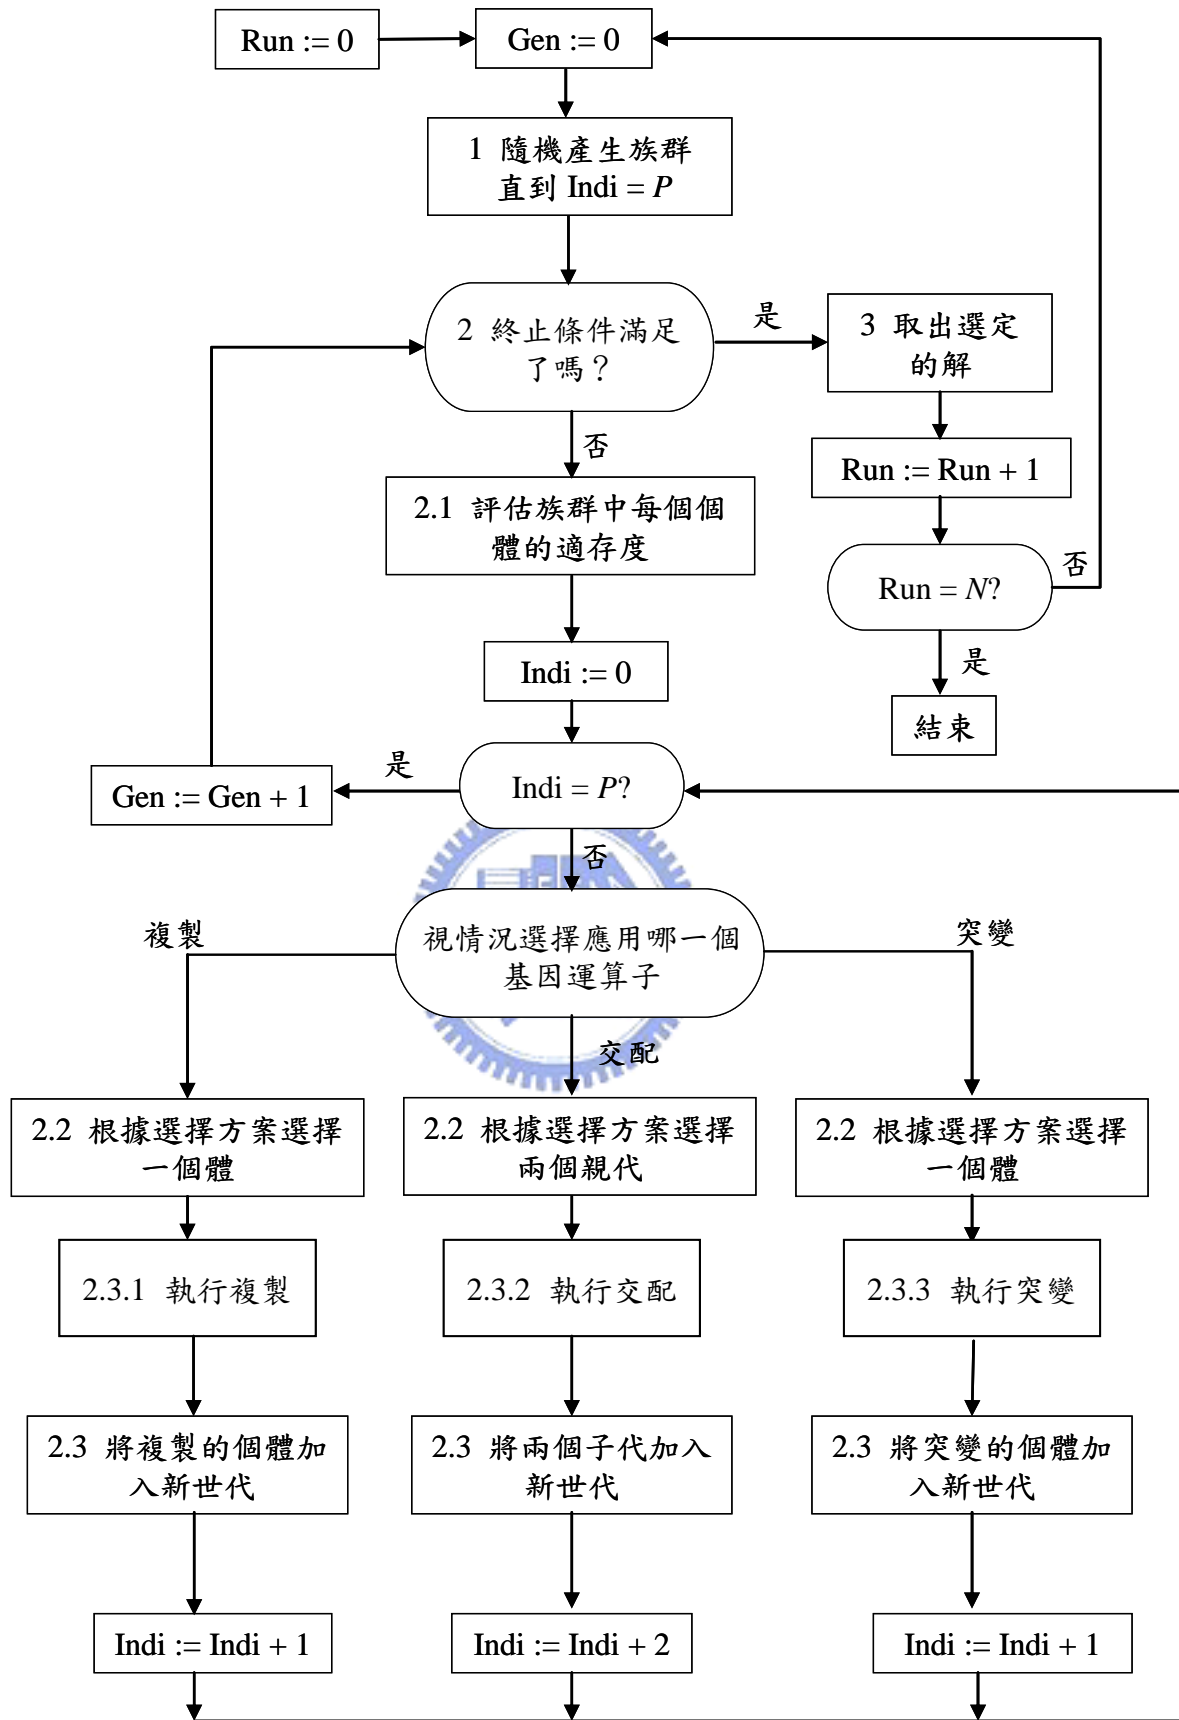 Run := 0
Gen := 0
1 隨機產生族群
直到 Indi = P
2 終止條件滿足
了嗎？
是
3 取出選定
的解
否
Run := Run + 1
2.1 評估族群中每個個
體的適存度
Run = N?
否
是
Indi := 0
結束
Gen := Gen + 1
是
Indi = P?
否
複製
視情況選擇應用哪一個
基因運算子
突變
交配
2.2 根據選擇方案選擇
一個體
2.2 根據選擇方案選擇
兩個親代
2.2 根據選擇方案選擇
一個體
2.3.1 執行複製
2.3.2 執行交配
2.3.3 執行突變
2.3 將複製的個體加
入新世代
2.3 將兩個子代加入
新世代
2.3 將突變的個體加
入新世代
Indi := Indi + 1
Indi := Indi + 2
Indi := Indi + 1